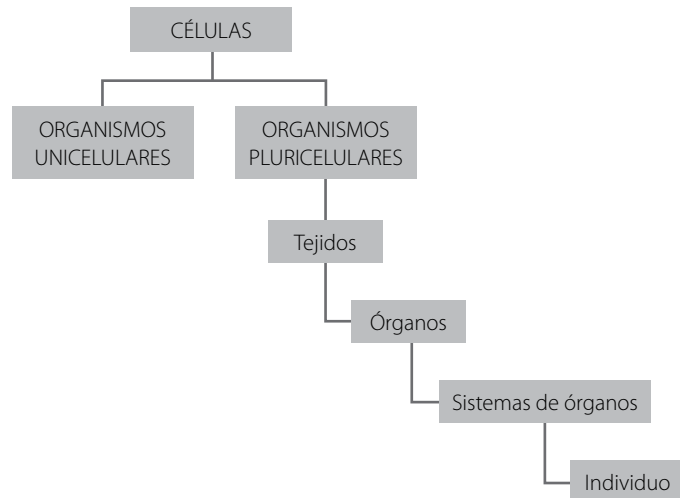 CÉLULAS
ORGANISMOS
UNICELULARES
ORGANISMOS
PLURICELULARES
Tejidos
Órganos
Sistemas de órganos
Individuo